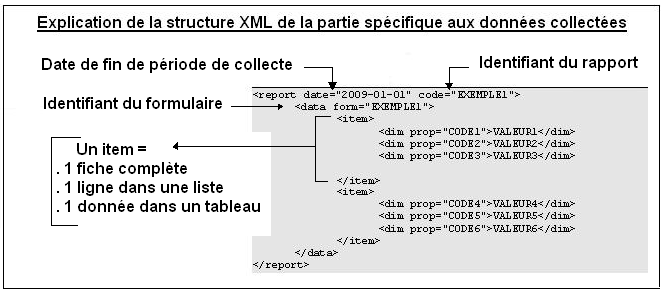 Explication de la structure XML de la partie spécifique aux données collectées
Date de fin de période de collecte
Identifiant du rapport
<report date="2009-01-01" code="EXEMPLE1">
Identifiant du formulaire
<data form="EXEMPLE1">
<item>
Un item =
. 1 fiche complète
. 1 ligne dans une liste
. 1 donnée dans un tableau
<dim prop="CODE1">VALEUR1</dim>
<dim prop="CODE2">VALEUR2</dim>
<dim prop="CODE3">VALEUR3</dim>
</item>
<item>
<dim prop="CODE4">VALEUR4</dim>
<dim prop="CODE5">VALEUR5</dim>
<dim prop="CODE6">VALEUR6</dim>
</item>
</data>
</report>